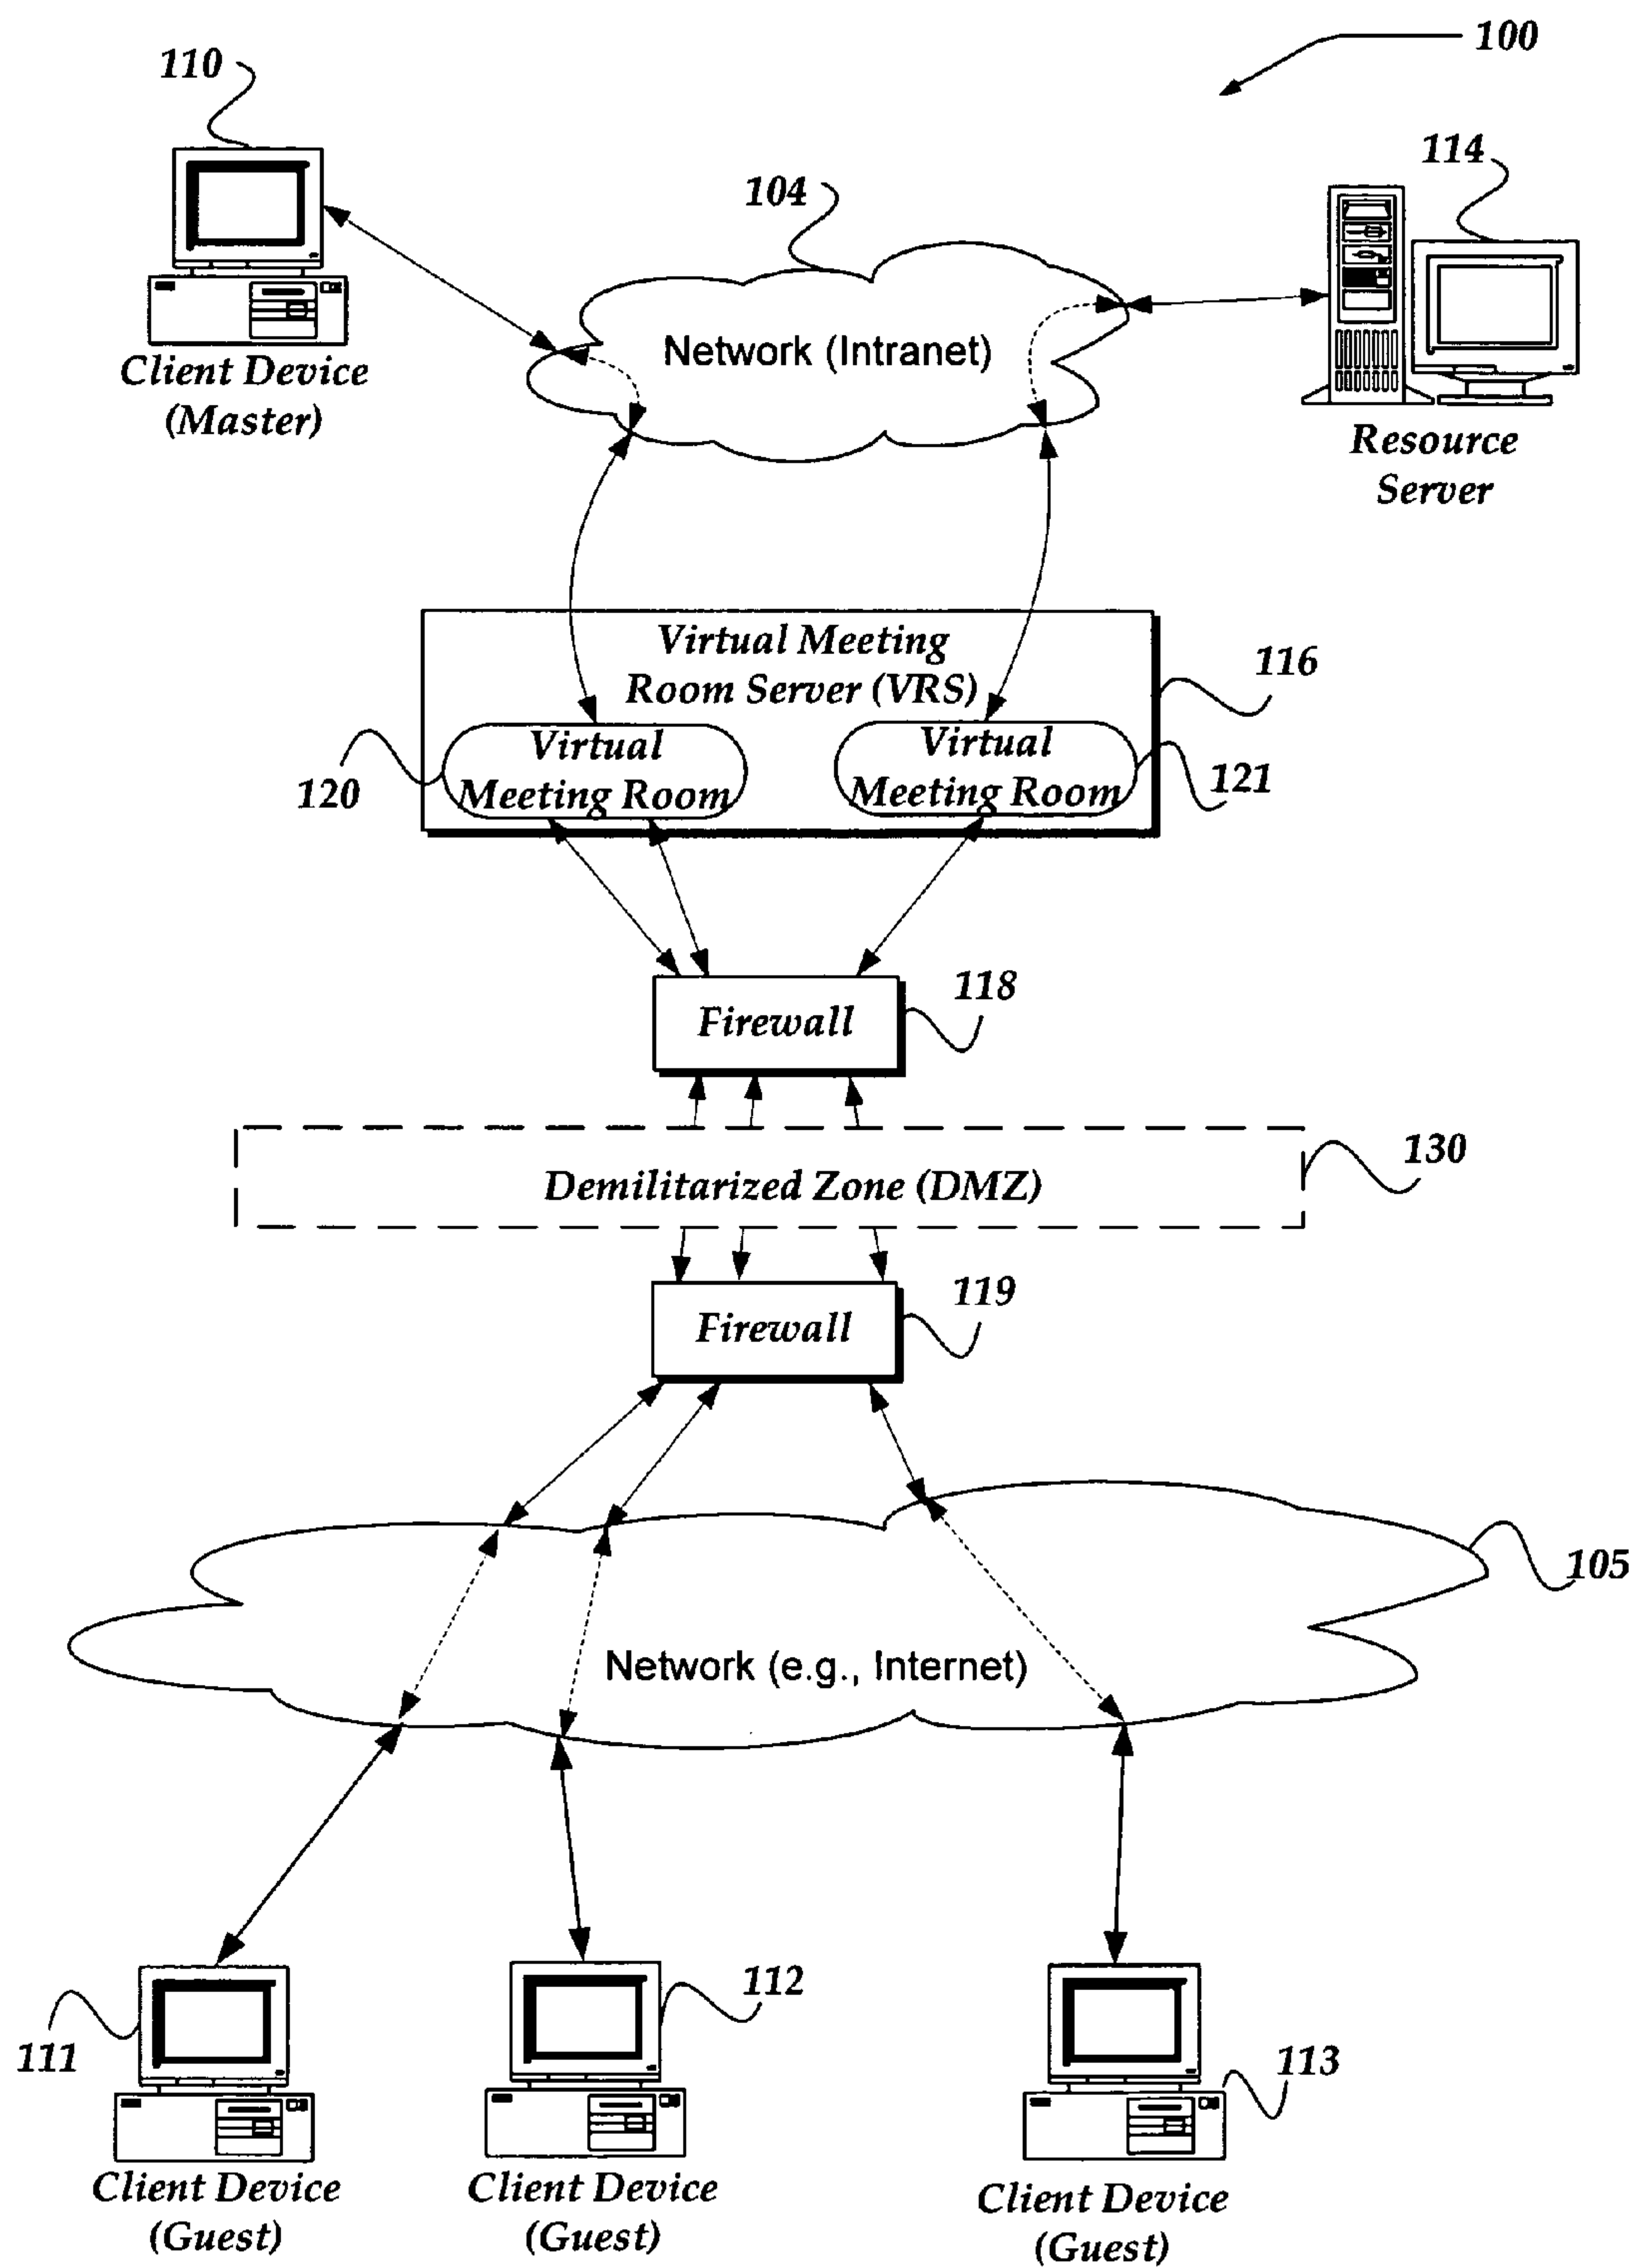 100
110
114
104
Network (Intranet)
Client Device
(Master)
Resource
Server
Virtual Meeting
Room Server (VRS)
116
Virtual
Meeting Room
Virtual
Meeting Room
120
121
118
Firewall
130
Demilitarized Zone (DMZ)
119
Firewall
105
Network (e.g., Internet)
112
111
113
Client Device
(Guest)
Client Device
(Guest)
Client Device
(Guest)